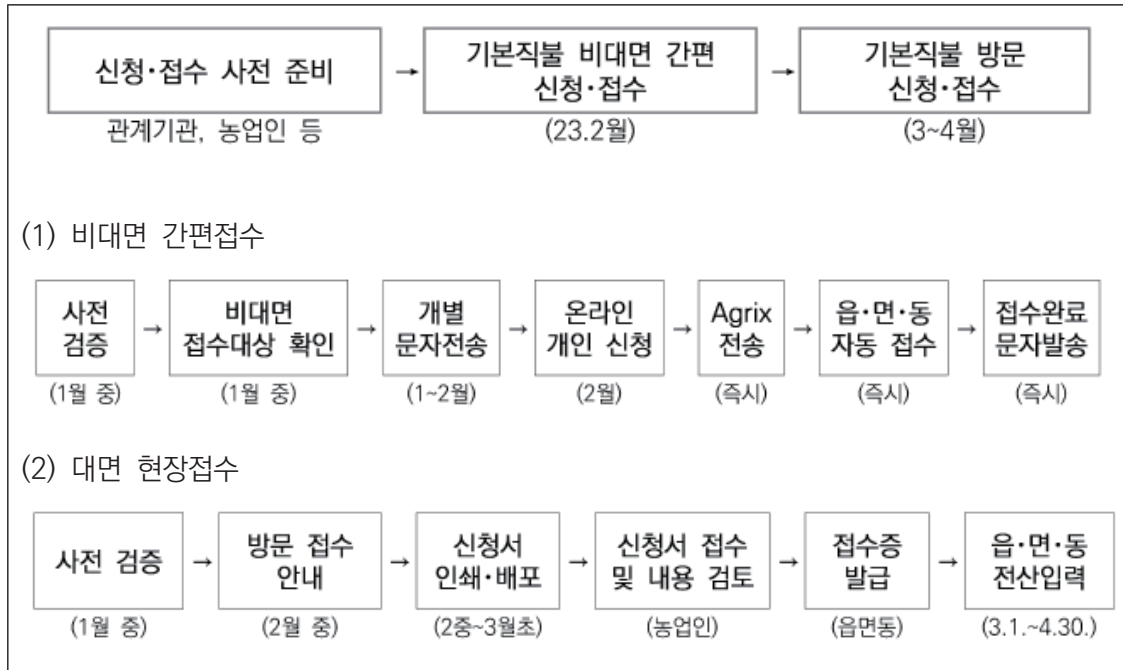 신청·접수 사전 준비 → 기본직불 비대면 간편 → 기본직불 방문
신청·접수 신청·접수
관계기관, 농업인 등 (23.2월) (3~4월)
(1) 비대면 간편접수
사전 → 비대면 → 개별 → 온라인 → Agrix → 읍·면·동 → 접수완료
검증 접수대상 확인 문자전송 개인 신청 전송 자동 접수 문자발송
(1월 중) (1월 중) (1~2월) (2월) (즉시) (즉시) (즉시)
(2) 대면 현장접수
사전 검증 → 방문 접수 → 신청서 → 신청서 접수 → 접수증 → 읍·면·동
안내 인쇄·배포 및 내용 검토 발급 전산입력
(1월 중) (2월 중) (2중~3월초) (농업인) (읍면동) (3.1.~4.30.)